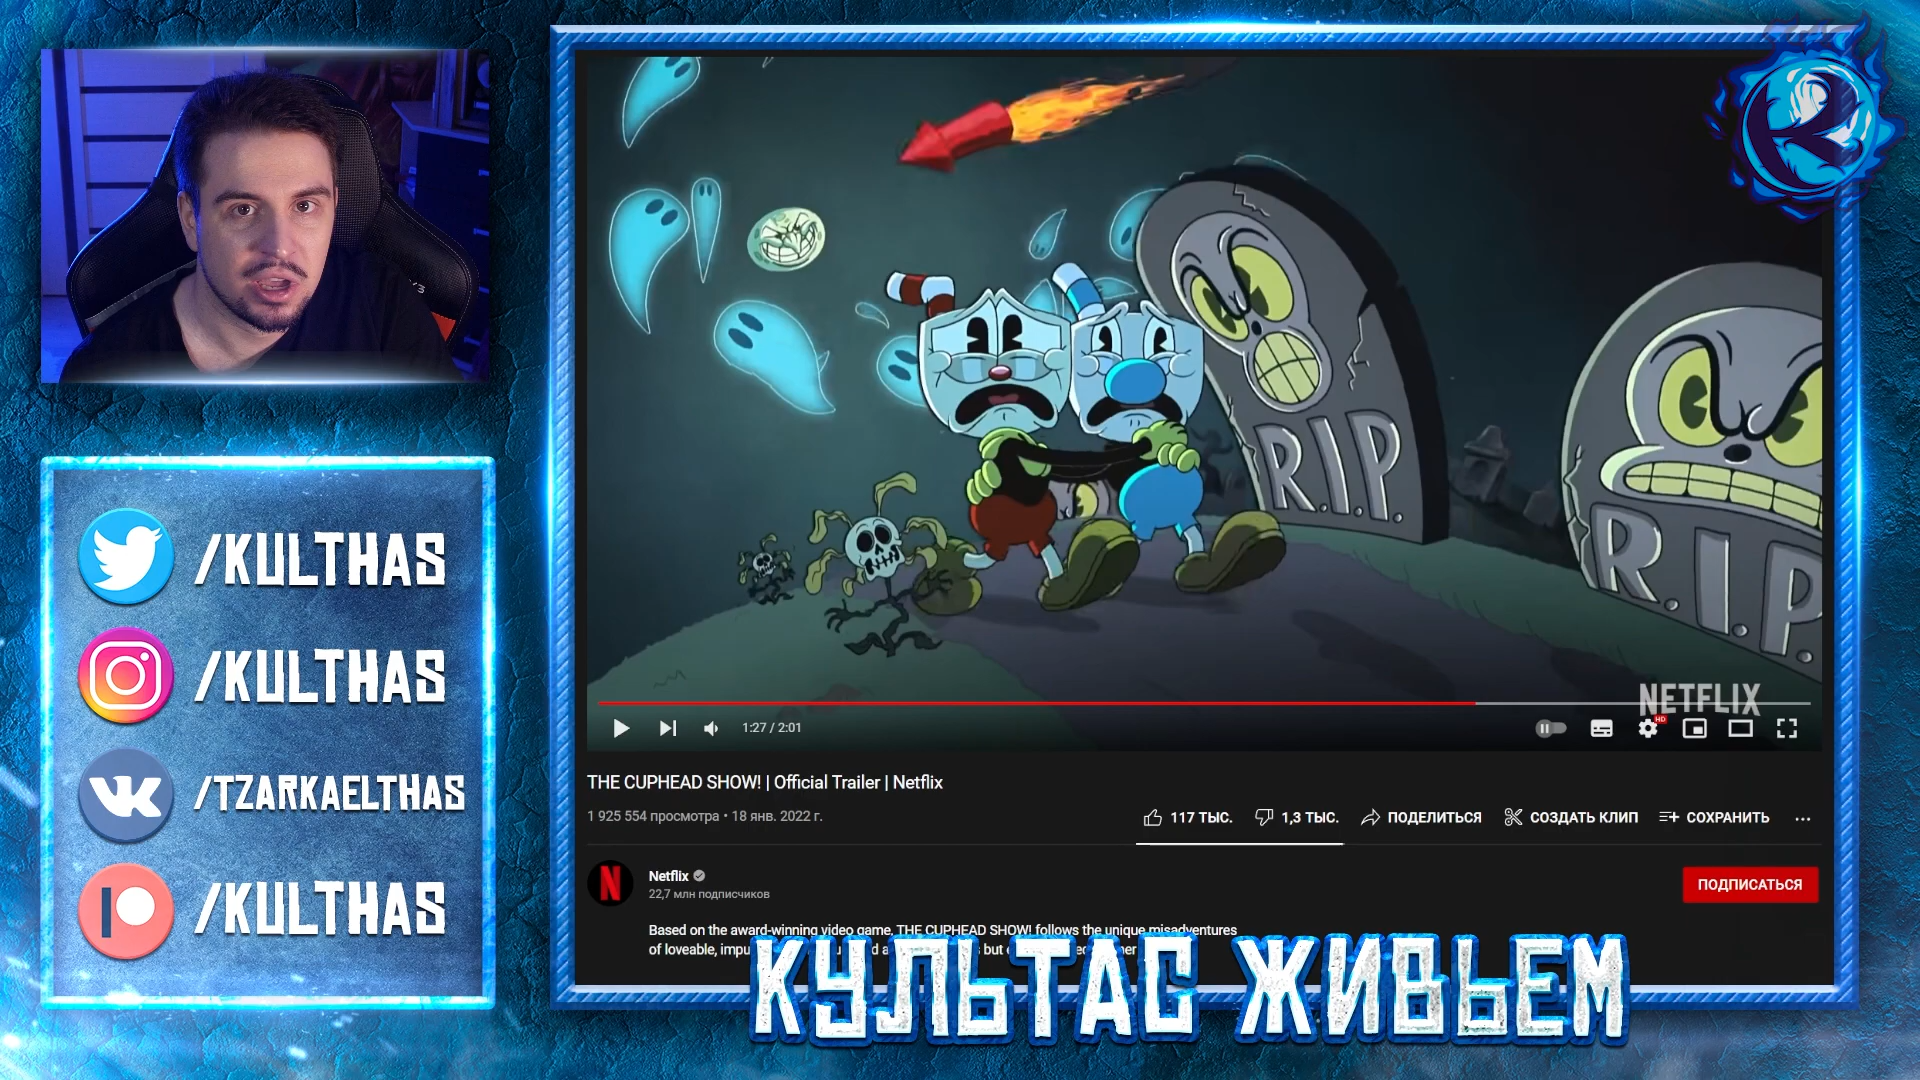 /KULTHAS
/KULTHAS
/TZARKAELTHAS
/KULTHAS
R.I.P.
R.I.P.
NETFLIX
HD
1:27 / 2:01
THE CUPHEAD SHOW! | Official Trailer | Netflix
1 925 554 просмотра • 18 янв. 2022 г.
117 ТЫС. 1,3 ТЫС. ПОДЕЛИТЬСЯ СОЗДАТЬ КЛИП СОХРАНИТЬ ...
Netflix
22,7 млн подписчиков
ПОДПИСАТЬСЯ
Based on the award-winning video game, THE CUPHEAD SHOW! follows the unique misadventures
of loveable, but
КУЛЬТАС ЖИВЬЕМ